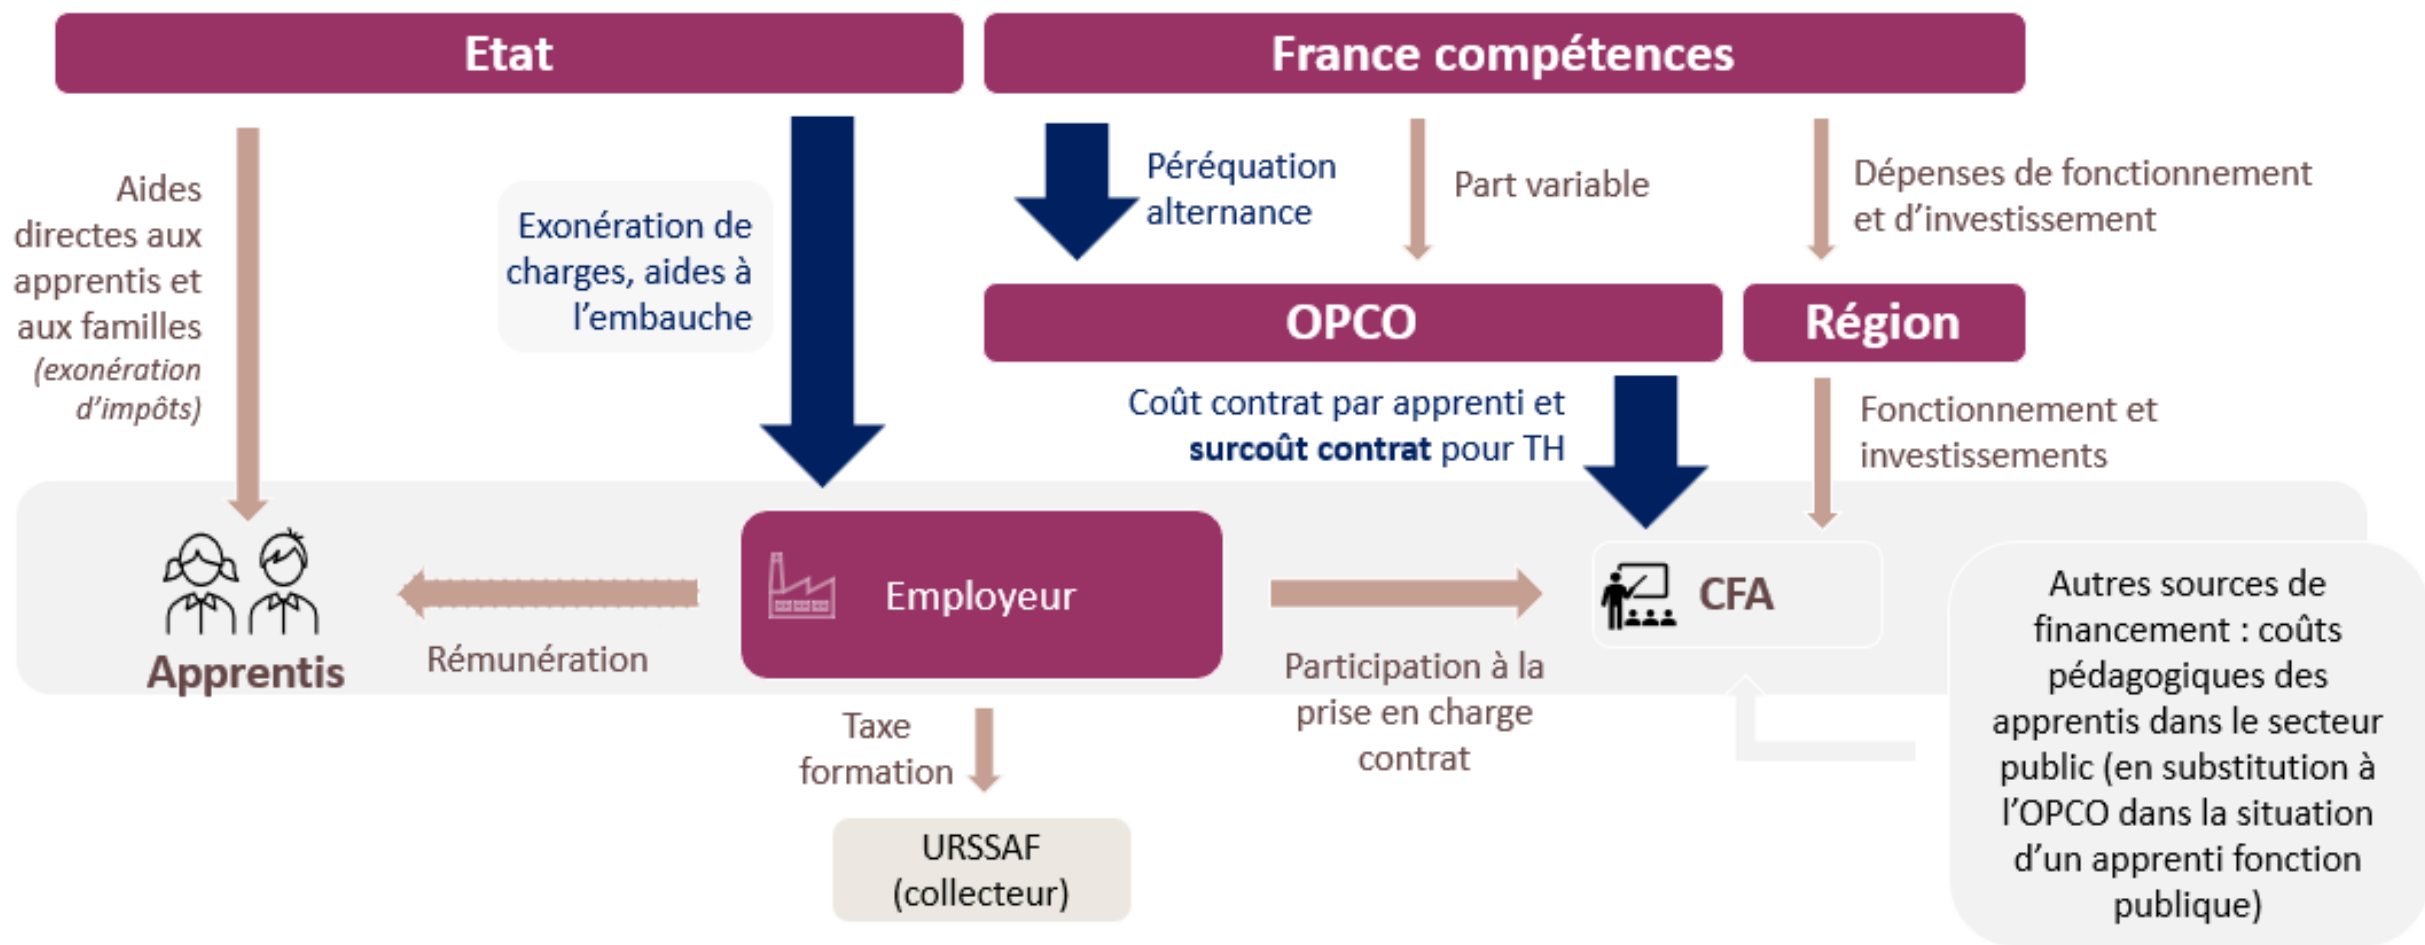 Etat
France compétences
Aides
directes aux
apprentis et
aux familles
(exonération
d’impôts)
Exonération de
charges, aides à
l’embauche
Péréquation
alternance
Part variable
Dépenses de fonctionnement
et d’investissement
OPCO
Région
Coût contrat par apprenti et
surcoût contrat pour TH
Fonctionnement et
investissements
Apprentis
Rémunération
Employeur
Participation à la
prise en charge
contrat
CFA
Taxe
formation
URSSAF
(collecteur)
Autres sources de
financement : coûts
pédagogiques des
apprentis dans le secteur
public (en substitution à
l’OPCO dans la situation
d’un apprenti fonction
publique)